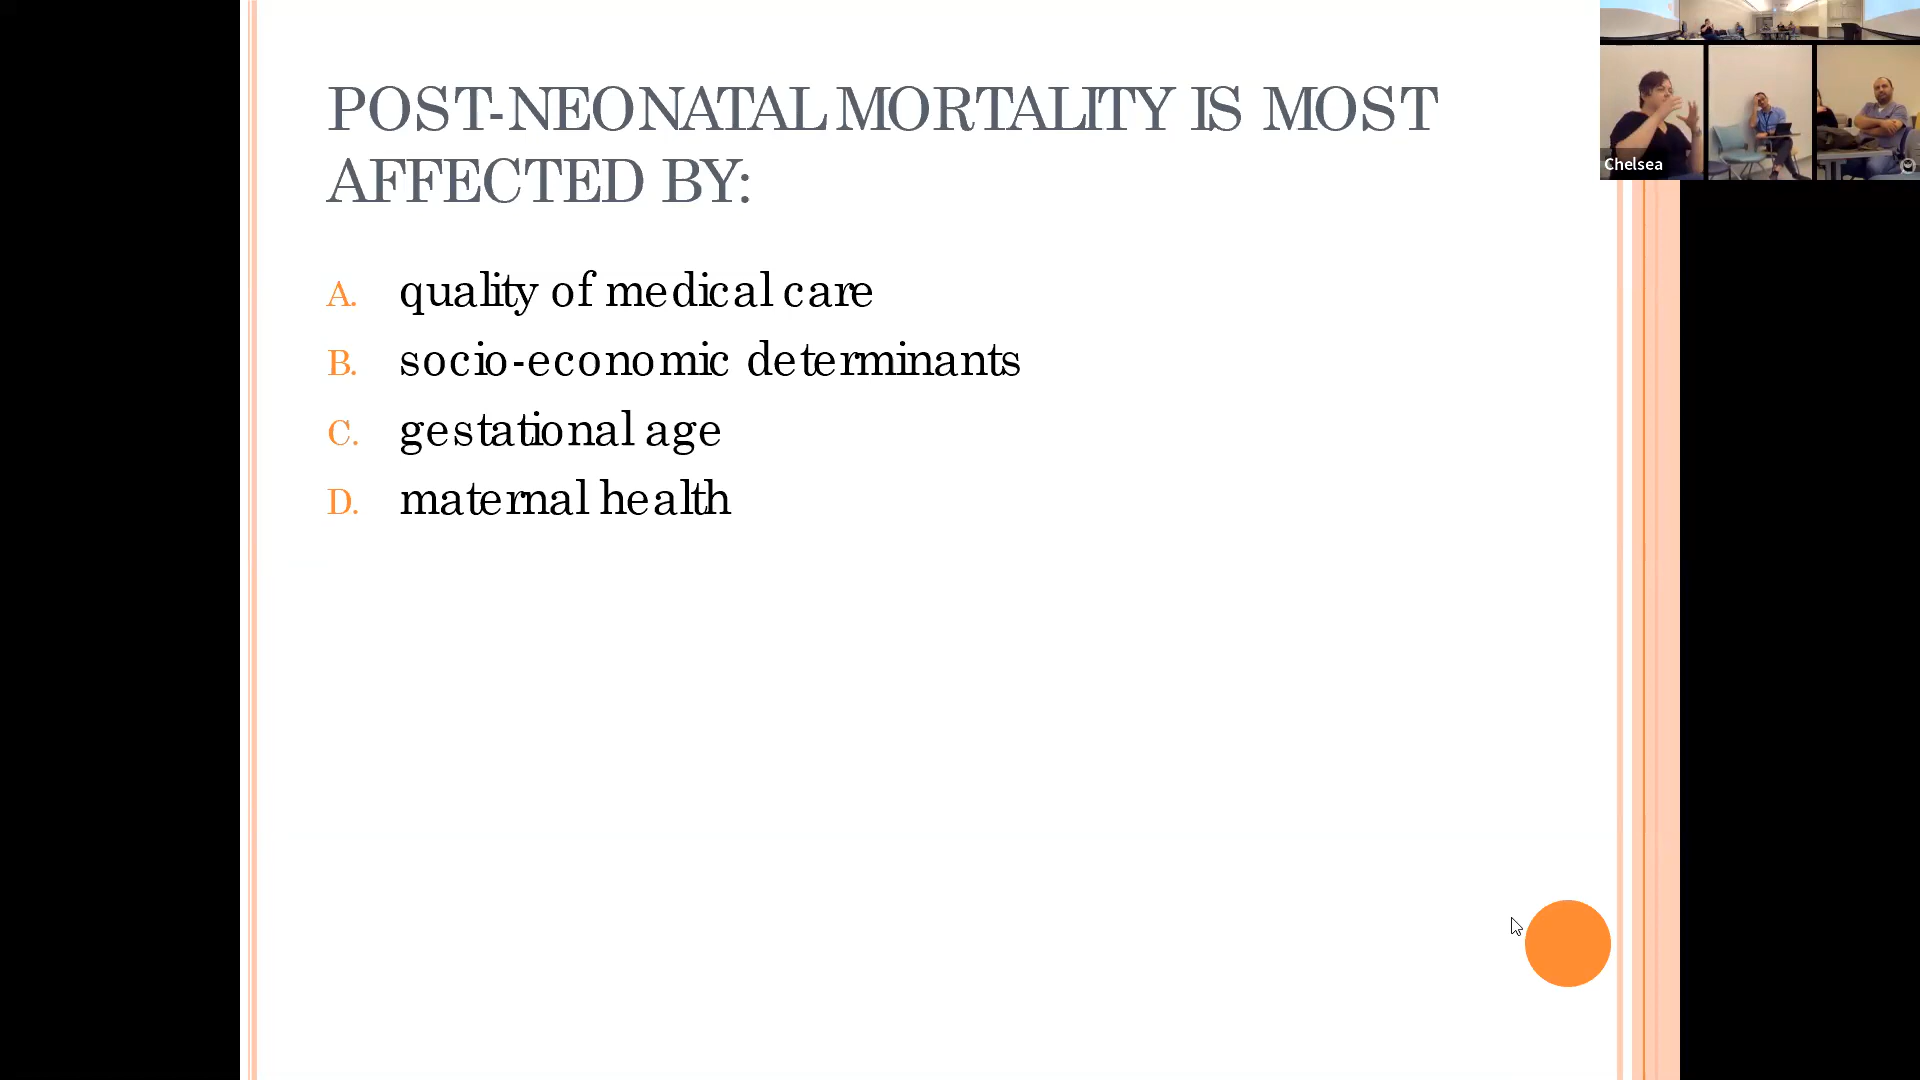 POST-NEONATAL MORTALITY IS MOST
AFFECTED BY:
A. quality of medical care
B. socio-economic determinants
C. gestational age
D. maternal health
Chelsea